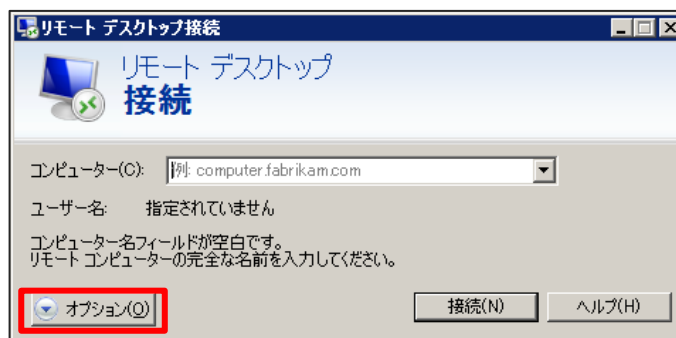 リモート デスクトップ接続
リモート デスクトップ
接続
コンピューター(C): 例: computer.fabrikam.com
ユーザー名: 指定されていません
コンピューター名フィールドが空白です。
リモート コンピューターの完全な名前を入力してください。
オプション(O) 接続(N) ヘルプ(H)